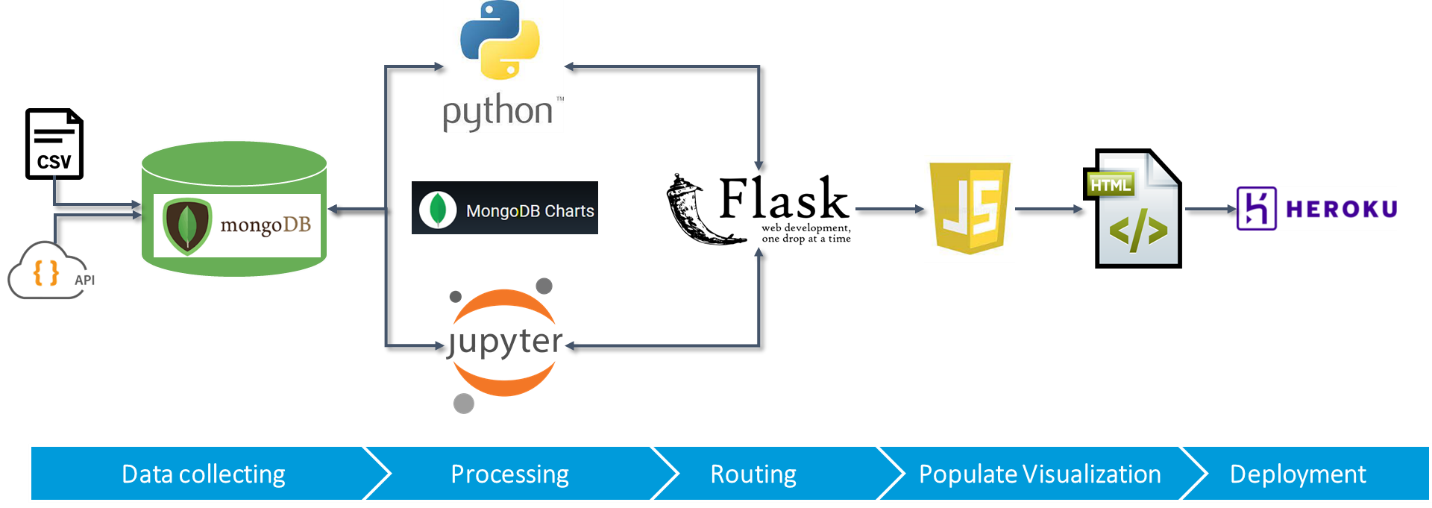 python™
CSV
mongoDB
API
MongoDB Charts
Flask
web development,
one drop at a time
JS
HTML
</>
HEROKU
jupyter
Data collecting
Processing
Routing
Populate Visualization
Deployment